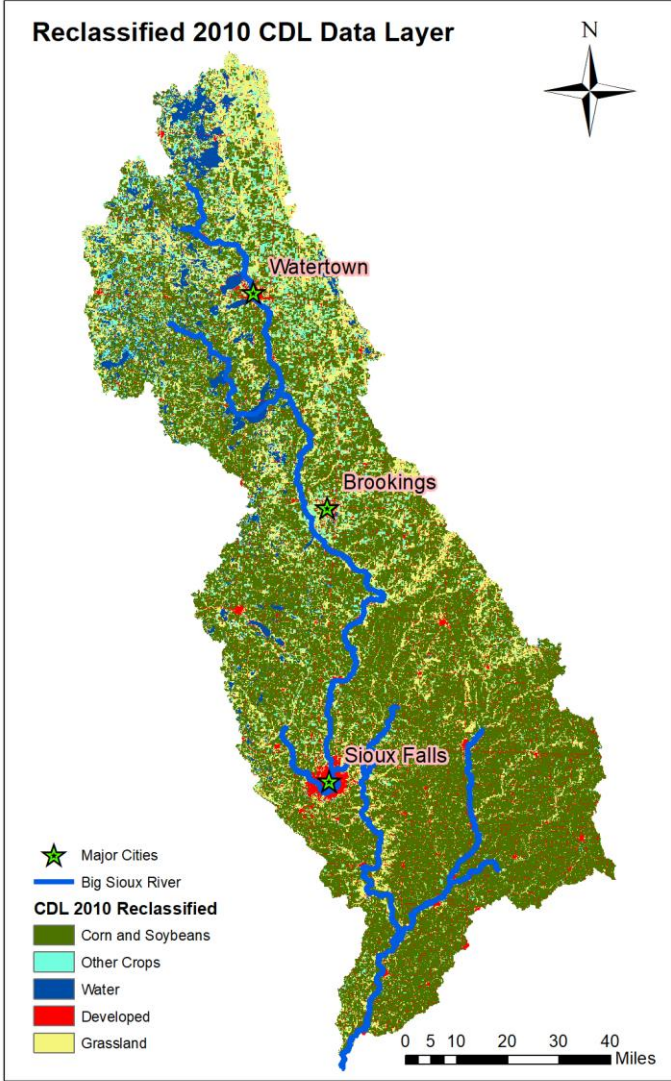 Reclassified 2010 CDL Data Layer
N
Watertown
Brookings
Sioux Falls
Major Cities
Big Sioux River
CDL 2010 Reclassified
Corn and Soybeans
Other Crops
Water
Developed
Grassland
0 5 10 20 30 40
Miles